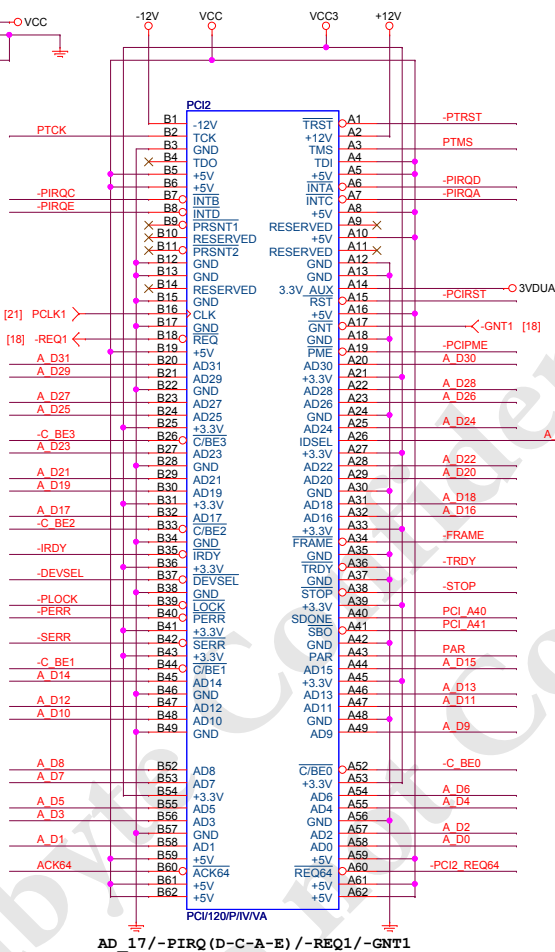 VCC
-12V VCC VCC3 +12V
PCI2
B1 -12V TRST A1 -PTRST
PTCK B2 TCK +12V A2
B3 GND TMS A3 PTMS
B4 TDO TDI A4
B5 +5V +5V A5
B6 +5V INTA A6 -PIRQD
-PIRQC B7 INTB INTC A7 -PIRQA
-PIRQE B8 INTD +5V A8
B9 PRSNT1 RESERVED A9
B10 RESERVED +5V A10
B11 PRSNT2 RESERVED A11
B12 GND GND A12
B13 GND GND A13
B14 RESERVED 3.3V_AUX A14 3VDUA
B15 GND RST A15 -PCIRST
[21] PCLK1 B16 CLK +5V A16
B17 GND GNT A17 -GNT1 [18]
[18] -REQ1 B18 REQ GND A18
B19 +5V PME A19 -PCIPME
A_D31 B20 AD31 AD30 A20 A_D30
A_D29 B21 AD29 +3.3V A21
B22 GND AD28 A22 A_D28
A_D27 B23 AD27 AD26 A23 A_D26
A_D25 B24 AD25 GND A24
B25 +3.3V AD24 A25 A_D24
-C_BE3 B26 C/BE3 IDSEL A26 A_
A_D23 B27 AD23 +3.3V A27
B28 GND AD22 A28 A_D22
A_D21 B29 AD21 AD20 A29 A_D20
A_D19 B30 AD19 GND A30
B31 +3.3V AD18 A31 A_D18
A_D17 B32 AD17 AD16 A32 A_D16
-C_BE2 B33 C/BE2 +3.3V A33
B34 GND FRAME A34 -FRAME
-IRDY B35 IRDY GND A35
B36 +3.3V TRDY A36 -TRDY
-DEVSEL B37 DEVSEL GND A37
B38 GND STOP A38 -STOP
-PLOCK B39 LOCK +3.3V A39
-PERR B40 PERR SDONE A40 PCI_A40
B41 +3.3V SBO A41 PCI_A41
-SERR B42 SERR GND A42
B43 +3.3V PAR A43 PAR
-C_BE1 B44 C/BE1 AD15 A44 A_D15
A_D14 B45 AD14 +3.3V A45
B46 GND AD13 A46 A_D13
A_D12 B47 AD12 AD11 A47 A_D11
A_D10 B48 AD10 GND A48
B49 GND AD9 A49 A_D9
A_D8 B52 AD8 C/BE0 A52 -C_BE0
A_D7 B53 AD7 +3.3V A53
B54 +3.3V AD6 A54 A_D6
A_D5 B55 AD5 AD4 A55 A_D4
A_D3 B56 AD3 GND A56
B57 GND AD2 A57 A_D2
A_D1 B58 AD1 AD0 A58 A_D0
B59 +5V +5V A59
ACK64 B60 ACK64 REQ64 A60 -PCI2_REQ64
B61 +5V +5V A61
B62 +5V +5V A62
PCI/120/P/IV/VA
AD_17/-PIRQ(D-C-A-E)/-REQ1/-GNT1